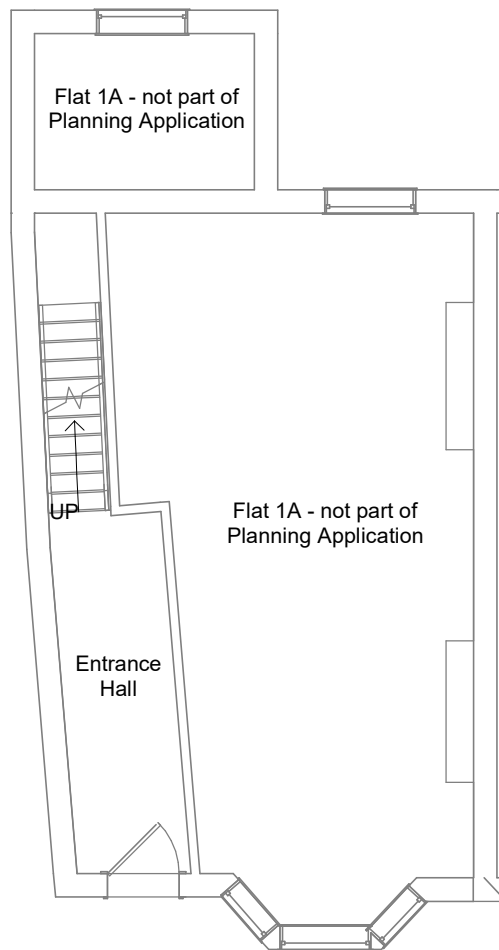 Flat 1A - not part of
Planning Application
UP
Flat 1A - not part of
Planning Application
Entrance
Hall